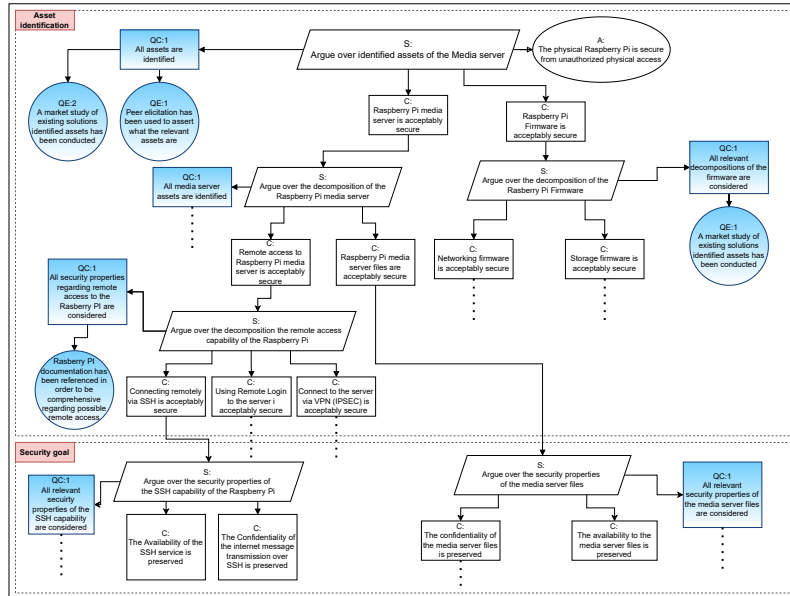 Asset
identification
QC:1
All assets are
identified
S:
Argue over identified assets of the Media server
A:
The physical Raspberry Pi is secure
from unauthorized physical access
QE:2
A market study of
existing solutions
identified assets has
been conducted
QE:1
Peer elicitation has
been used to assert
what the relevant
assets are
C:
Raspberry Pi media
server is acceptably
secure
C:
Raspberry Pi
Firmware is
acceptably secure
QC:1
All media server
assets are identified
S:
Argue over the decomposition of the
Raspberry Pi media server
S:
Argue over the decomposition of the
Rasberry Pi Firmware
QC:1
All relevant
decompositions of the
firmware are
considered
QE:1
A market study of
existing solutions
identified assets has
been conducted
C:
Remote access to
Raspberry Pi media
server is acceptably
secure
C:
Raspberry Pi media
server files are
acceptably secure
C:
Networking firmware
is acceptably secure
C:
Storage firmware is
acceptably secure
QC:1
All security properties
regarding remote
access to the
Rasberry PI are
considered
S:
Argue over the decomposition the remote access
capability of the Raspberry Pi
Rasberry PI
documentation has
been referenced in
order to be
comprehensive
regarding possible
remote access
C:
Connecting remotely
via SSH is acceptably
secure
C:
Using Remote Login
to the server i
acceptably secure
C:
Connect to the server
via VPN (IPSEC) is
acceptably secure
Security goal
QC:1
All relevant
secuirty
properties of the
SSH capability
are considered
S:
Argue over the security properties of
the SSH capability of the Raspberry Pi
S:
Argue over the security properties
of the media server files
QC:1
All relevant
security properties of
the media server files
are considered
C:
The Availability of the
SSH service is
preserved
C:
The Confidentiality of
the internet message
transmission over
SSH is preserved
C:
The confidentiality of
the media server files
is preserved
C:
The availability to the
media server files is
preserved